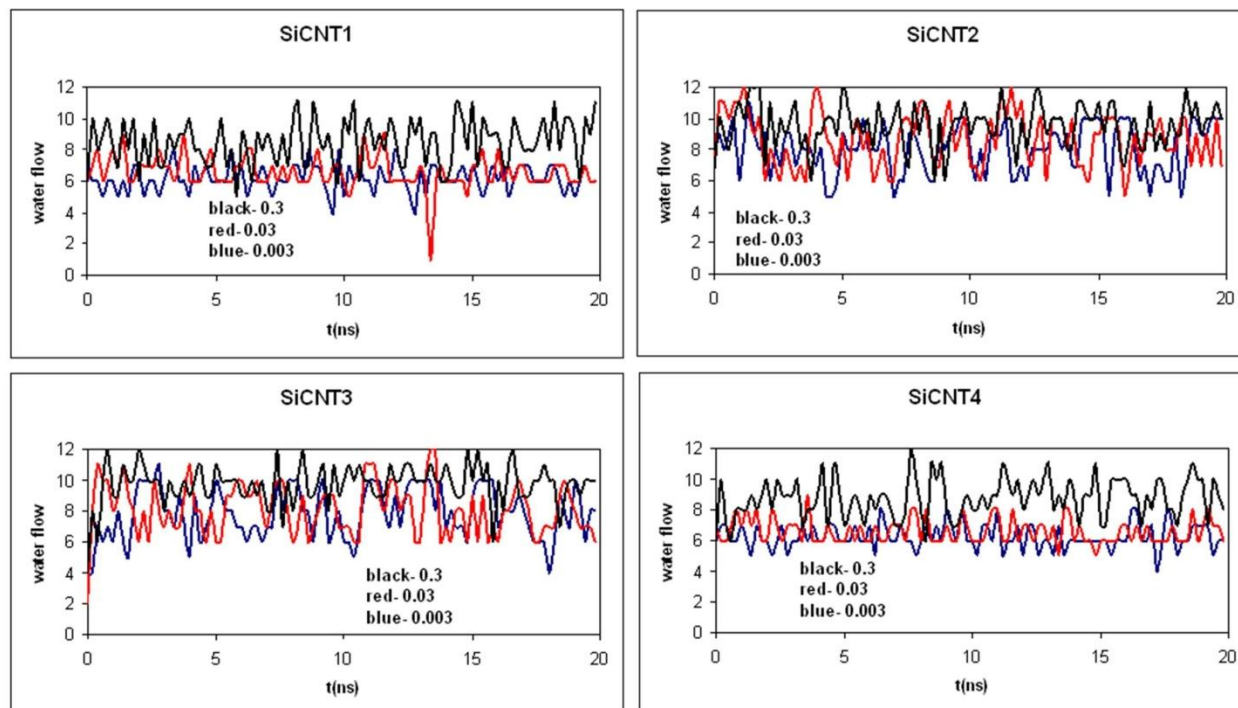 SiCNT1
water flow
12
10
8
6
4
2
0
black- 0.3
red- 0.03
blue- 0.003
0 5 10 15 20
t(ns)
SiCNT2
water flow
12
10
8
6
4
2
0
black- 0.3
red- 0.03
blue- 0.003
0 5 10 15 20
t(ns)
SiCNT3
water flow
12
10
8
6
4
2
0
black- 0.3
red- 0.03
blue- 0.003
0 5 10 15 20
t(ns)
SiCNT4
water flow
12
10
8
6
4
2
0
black- 0.3
red- 0.03
blue- 0.003
0 5 10 15 20
t(ns)